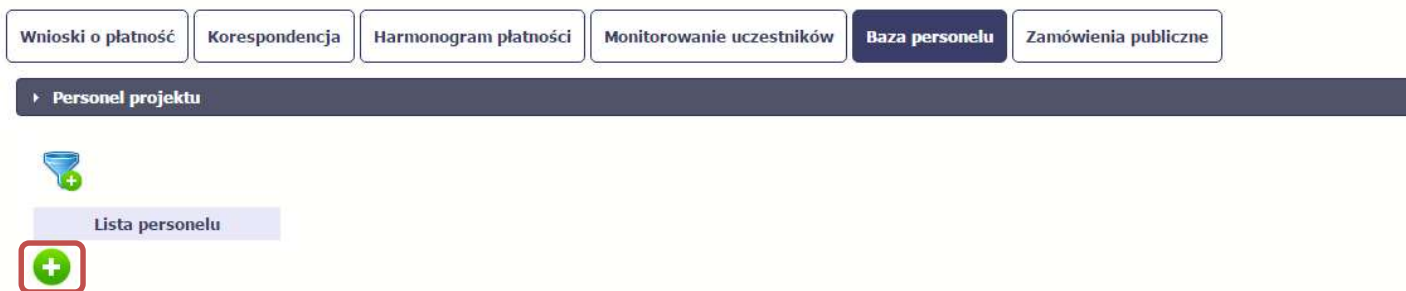 Wnioski o płatność Korespondencja Harmonogram płatności Monitorowanie uczestników Baza personelu Zamówienia publiczne
Personel projektu
Lista personelu